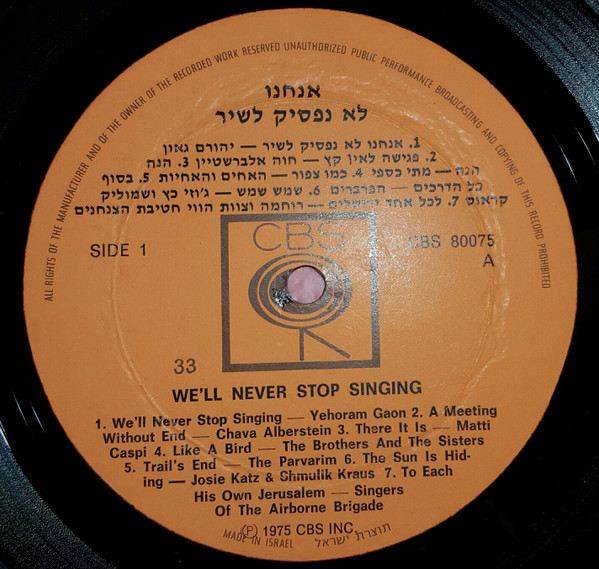 ALL RIGHTS OF THE MANUFACTURER AND OF THE OWNER OF THE RECORDED WORK RESERVED UNAUTHORIZED PUBLIC PERFORMANCE BROADCASTING AND COPYING OF THIS RECORD PROHIBITED
אנחנו
לא נפסיק לשיר
1. אנחנו לא נפסיק לשיר — יהורם גאון
2. פגישה לאין קץ — חוה אלברשטיין 3. הנה
הנה — מתי כספי 4. כמו צפור — האחים והאחיות 5. בסוף
כל הדרכים — הפרברים 6. שמש שמש — ג'וזי כץ ושמוליק
קראוס 7. לכל אחד ירושלים — רוחמה וצוות הווי חטיבת הצנחנים
SIDE 1
CBS
CBS 80075
A
33
WE'LL NEVER STOP SINGING
1. We'll Never Stop Singing — Yehoram Gaon 2. A Meeting
Without End — Chava Alberstein 3. There It Is — Matti
Caspi 4. Like A Bird — The Brothers And The Sisters
5. Trail's End — The Parvarim 6. The Sun Is Hid-
ing — Josie Katz & Shmulik Kraus 7. To Each
His Own Jerusalem — Singers
Of The Airborne Brigade
℗ 1975 CBS INC.
MADE IN ISRAEL תוצרת ישראל